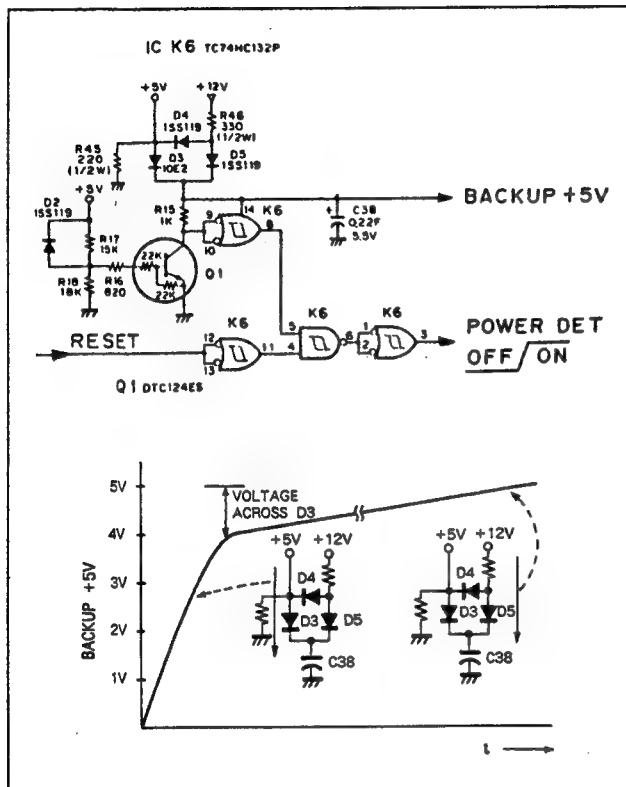 IC K6 TC74HC132P
+5V
+12V
D4
1SS119
R46
330
(1/2W)
R45
220
(1/2W)
D3
10E2
D5
1SS119
+5V
D2
1SS119
R15
1K
9
10
14
K6
8
+
C38
0.22F
5.5V
BACKUP +5V
R17
15K
R18
18K
R16
820
22K
22K
Q1
K6
K6
K6
RESET
12
13
11
5
4
6
1
2
3
POWER DET
OFF/ON
Q1 DTC124ES
5V
4V
3V
2V
1V
BACKUP +5V
VOLTAGE
ACROSS D3
+5V
+12V
D4
D3
D5
C38
+5V
+12V
D4
D3
D5
C38
t